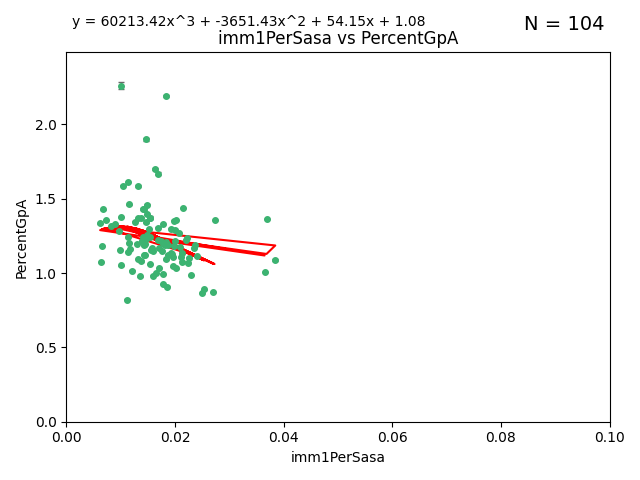 y = 60213.42x^3 + -3651.43x^2 + 54.15x + 1.08
N = 104
imm1PerSasa vs PercentGpA
PercentGpA
2.0
1.5
1.0
0.5
0.0
0.00 0.02 0.04 0.06 0.08 0.10
imm1PerSasa